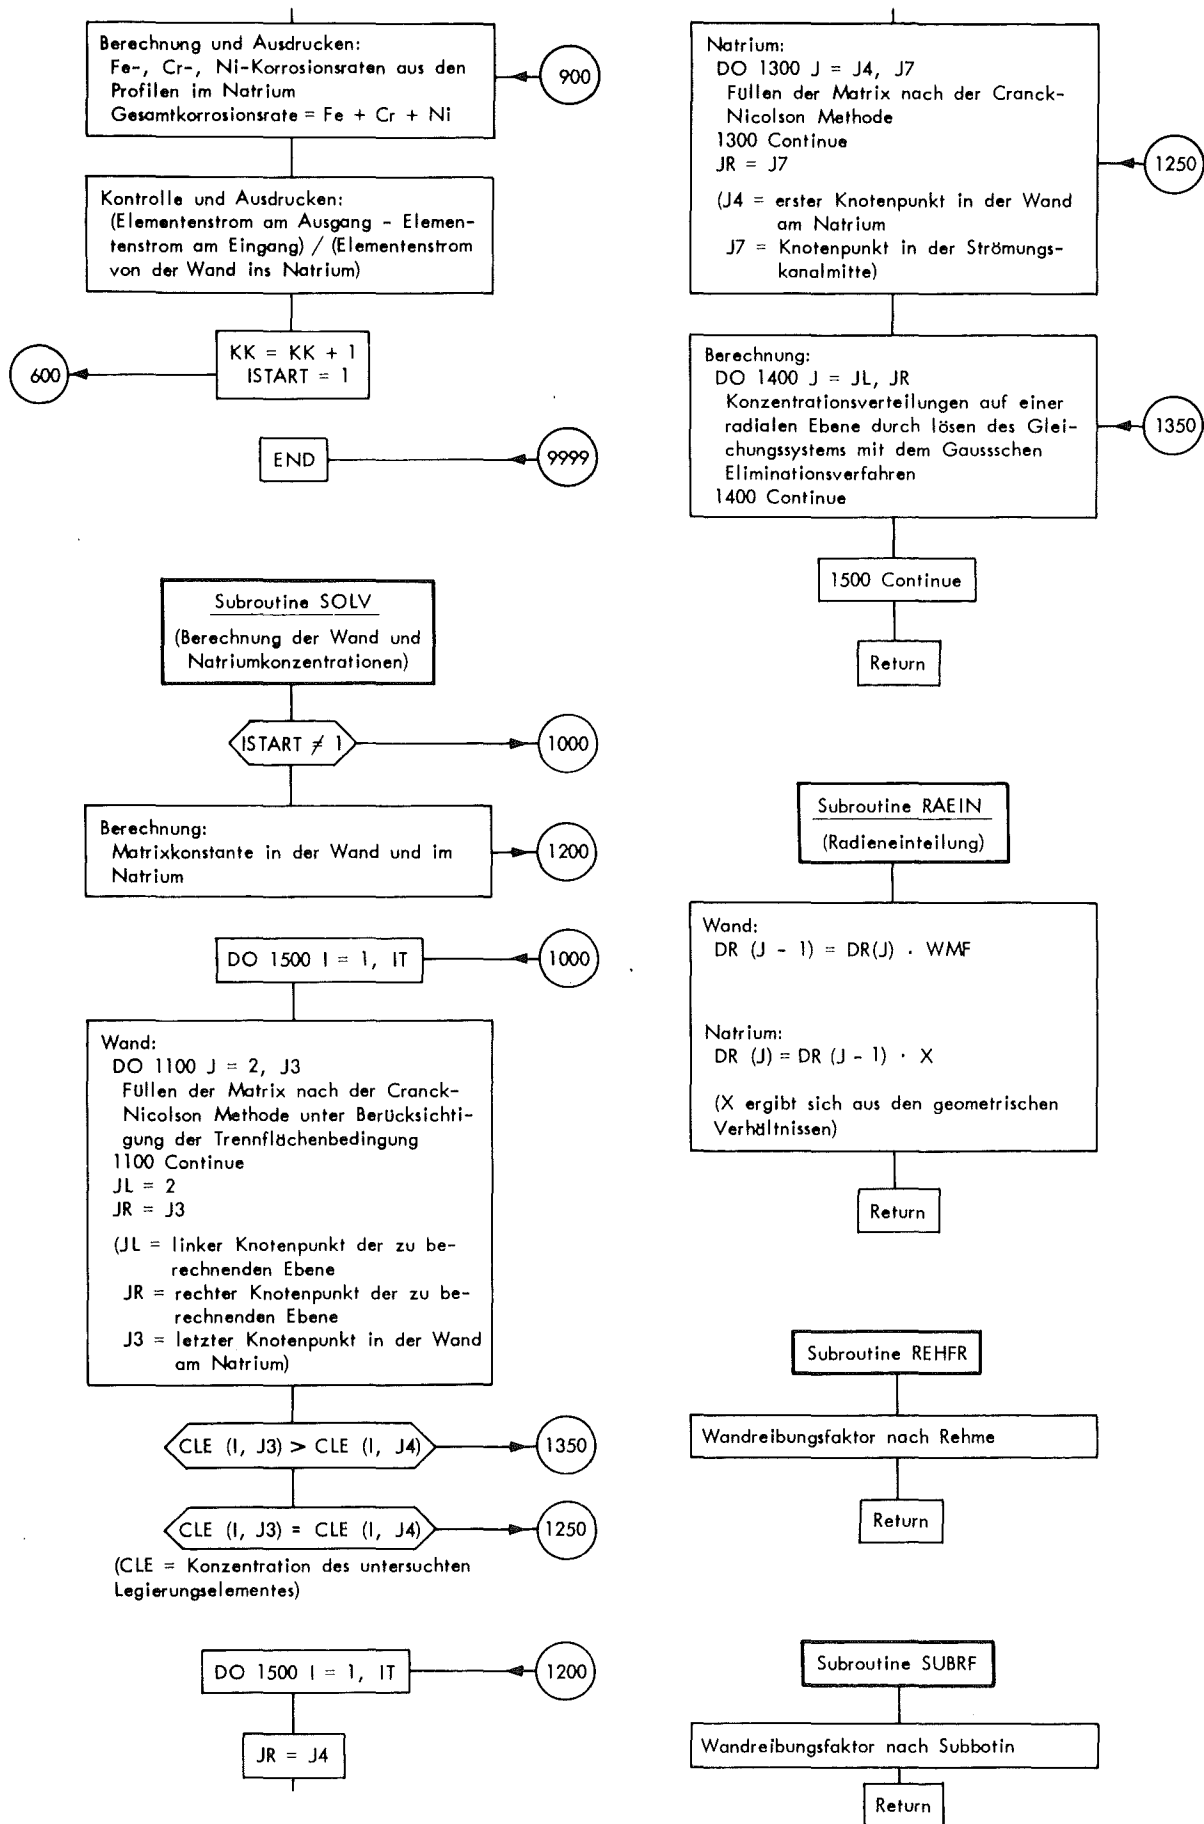 Berechnung und Ausdrucken:
Fe-, Cr-, Ni-Korrosionsraten aus den
Profilen im Natrium
Gesamtkorrosionsrate = Fe + Cr + Ni
900
Kontrolle und Ausdrucken:
(Elementenstrom am Ausgang - Elemen-
tenstrom am Eingang) / (Elementenstrom
von der Wand ins Natrium)
KK = KK + 1
ISTART = 1
600
END
9999
Subroutine SOLV
(Berechnung der Wand und
Natriumkonzentrationen)
ISTART ≠ 1
1000
Berechnung:
Matrixkonstante in der Wand und im
Natrium
1200
DO 1500 I = 1, IT
1000
Wand:
DO 1100 J = 2, J3
Füllen der Matrix nach der Cranck-
Nicolson Methode unter Berücksichti-
gung der Trennflächenbedingung
1100 Continue
JL = 2
JR = J3
(JL = linker Knotenpunkt der zu be-
rechnenden Ebene
JR = rechter Knotenpunkt der zu be-
rechnenden Ebene
J3 = letzter Knotenpunkt in der Wand
am Natrium)
CLE (I, J3) > CLE (I, J4)
1350
CLE (I, J3) = CLE (I, J4)
1250
(CLE = Konzentration des untersuchten
Legierungselementes)
DO 1500 I = 1, IT
1200
JR = J4
Natrium:
DO 1300 J = J4, J7
Füllen der Matrix nach der Cranck-
Nicolson Methode
1300 Continue
JR = J7
(J4 = erster Knotenpunkt in der Wand
am Natrium
J7 = Knotenpunkt in der Strömungs-
kanalmitte)
1250
Berechnung:
DO 1400 J = JL, JR
Konzentrationsverteilungen auf einer
radialen Ebene durch lösen des Glei-
chungssystems mit dem Gaussschen
Eliminationsverfahren
1400 Continue
1350
1500 Continue
Return
Subroutine RAEIN
(Radieneinteilung)
Wand:
DR (J - 1) = DR(J) . WMF
Natrium:
DR (J) = DR (J - 1) · X
(X ergibt sich aus den geometrischen
Verhältnissen)
Return
Subroutine REHFR
Wandreibungsfaktor nach Rehme
Return
Subroutine SUBRF
Wandreibungsfaktor nach Subbotin
Return